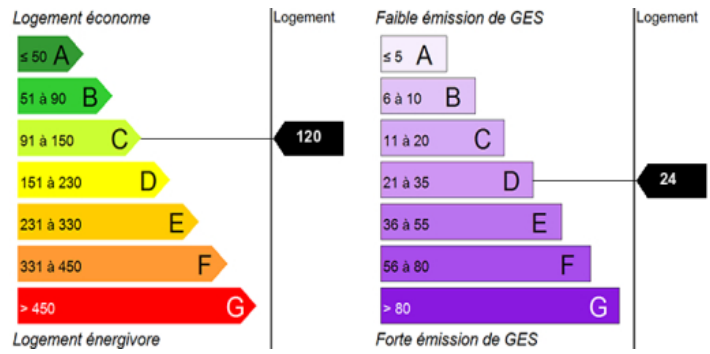 Logement économe
Logement
≤ 50 A
51 à 90 B
91 à 150 C
120
151 à 230 D
231 à 330 E
331 à 450 F
> 450 G
Logement énergivore
Faible émission de GES
Logement
≤ 5 A
6 à 10 B
11 à 20 C
21 à 35 D
24
36 à 55 E
56 à 80 F
> 80 G
Forte émission de GES